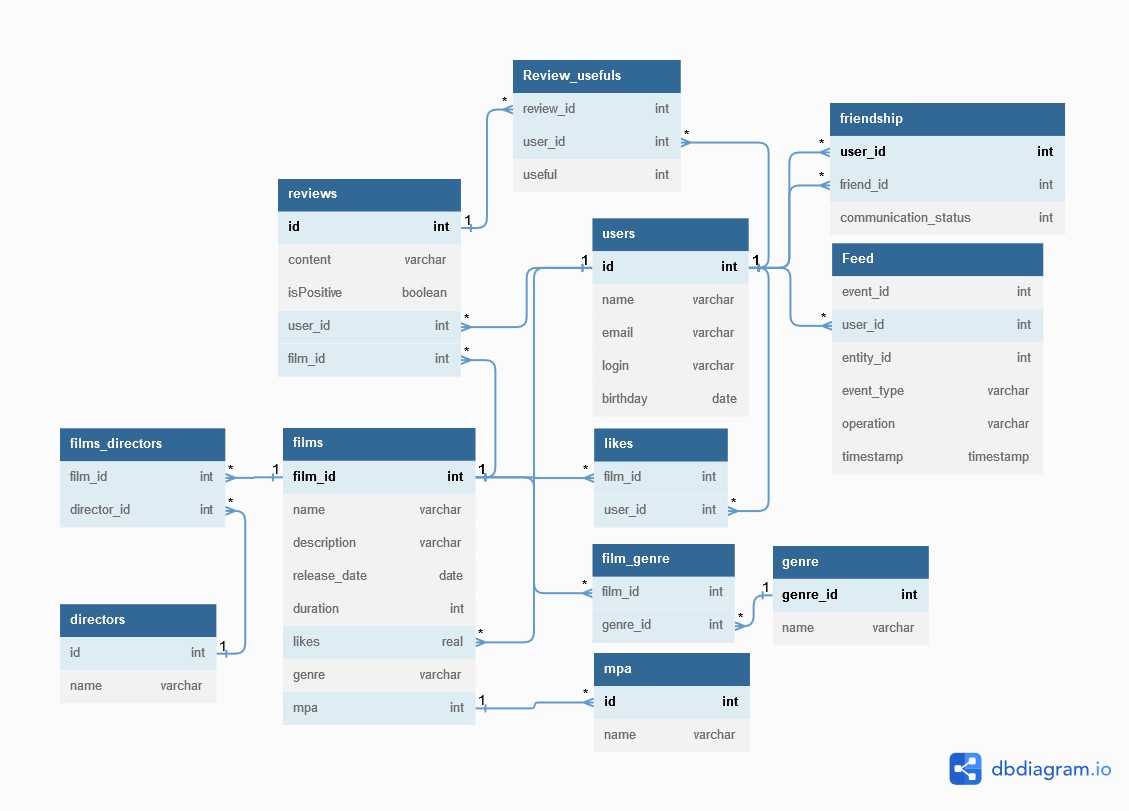 Review_usefuls
review_id int
user_id int
useful int
friendship
user_id int
friend_id int
communication_status int
reviews
id int
content varchar
isPositive boolean
user_id int
film_id int
users
id int
name varchar
email varchar
login varchar
birthday date
Feed
event_id int
user_id int
entity_id int
event_type varchar
operation varchar
timestamp timestamp
films_directors
film_id int
director_id int
films
film_id int
name varchar
description varchar
release_date date
duration int
likes real
genre varchar
mpa int
likes
film_id int
user_id int
film_genre
film_id int
genre_id int
genre
genre_id int
name varchar
directors
id int
name varchar
mpa
id int
name varchar
* 1 * * * 1 1 * * * 1 1 * * * * 1 * 1 * 1 *
dbdiagram.io